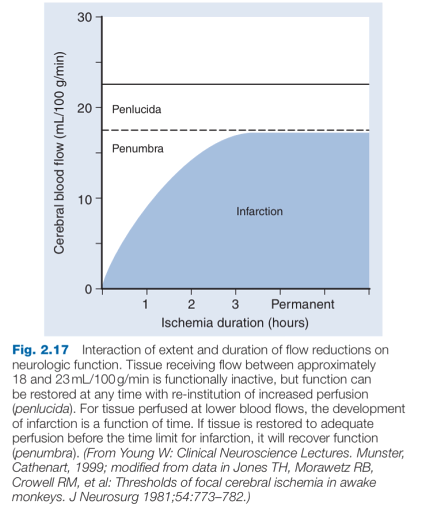 30
20
10
0
Cerebral blood flow (mL/100 g/min)
Penlucida
Penumbra
Infarction
1 2 3 Permanent
Ischemia duration (hours)
Fig. 2.17 Interaction of extent and duration of flow reductions on
neurologic function. Tissue receiving flow between approximately
18 and 23 mL/100 g/min is functionally inactive, but function can
be restored at any time with re-institution of increased perfusion
(penlucida). For tissue perfused at lower blood flows, the development
of infarction is a function of time. If tissue is restored to adequate
perfusion before the time limit for infarction, it will recover function
(penumbra). (From Young W: Clinical Neuroscience Lectures. Munster,
Cathenart, 1999; modified from data in Jones TH, Morawetz RB,
Crowell RM, et al: Thresholds of focal cerebral ischemia in awake
monkeys. J Neurosurg 1981;54:773–782.)